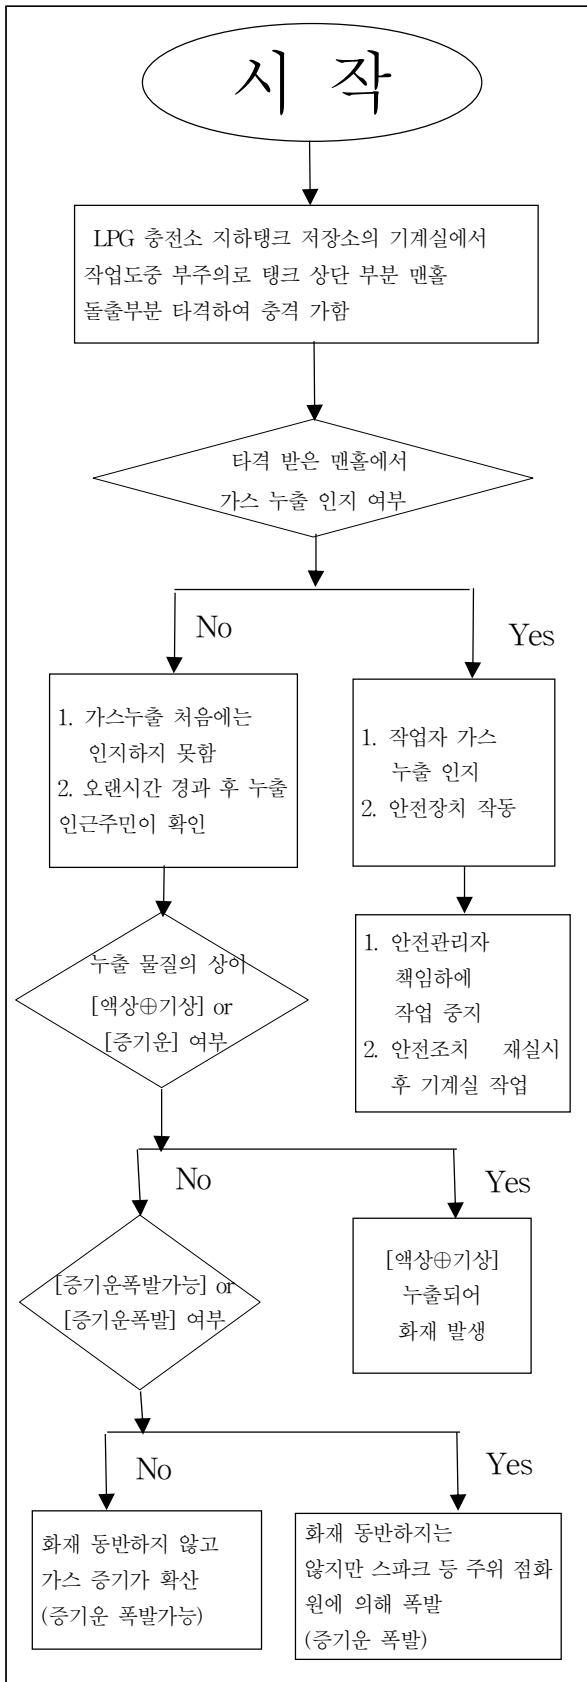 시 작
LPG 충전소 지하탱크 저장소의 기계실에서
작업도중 부주의로 탱크 상단 부분 맨홀
돌출부분 타격하여 충격 가함
타격 받은 맨홀에서
가스 누출 인지 여부
No
Yes
1. 가스누출 처음에는
인지하지 못함
2. 오랜시간 경과 후 누출
인근주민이 확인
1. 작업자 가스
누출 인지
2. 안전장치 작동
누출 물질의 상이
[액상⊕기상] or
[증기운] 여부
1. 안전관리자
책임하에
작업 중지
2. 안전조치 재실시
후 기계실 작업
No
Yes
[증기운폭발가능] or
[증기운폭발] 여부
[액상⊕기상]
누출되어
화재 발생
No
Yes
화재 동반하지 않고
가스 증기가 확산
(증기운 폭발가능)
화재 동반하지는
않지만 스파크 등 주위 점화
원에 의해 폭발
(증기운 폭발)